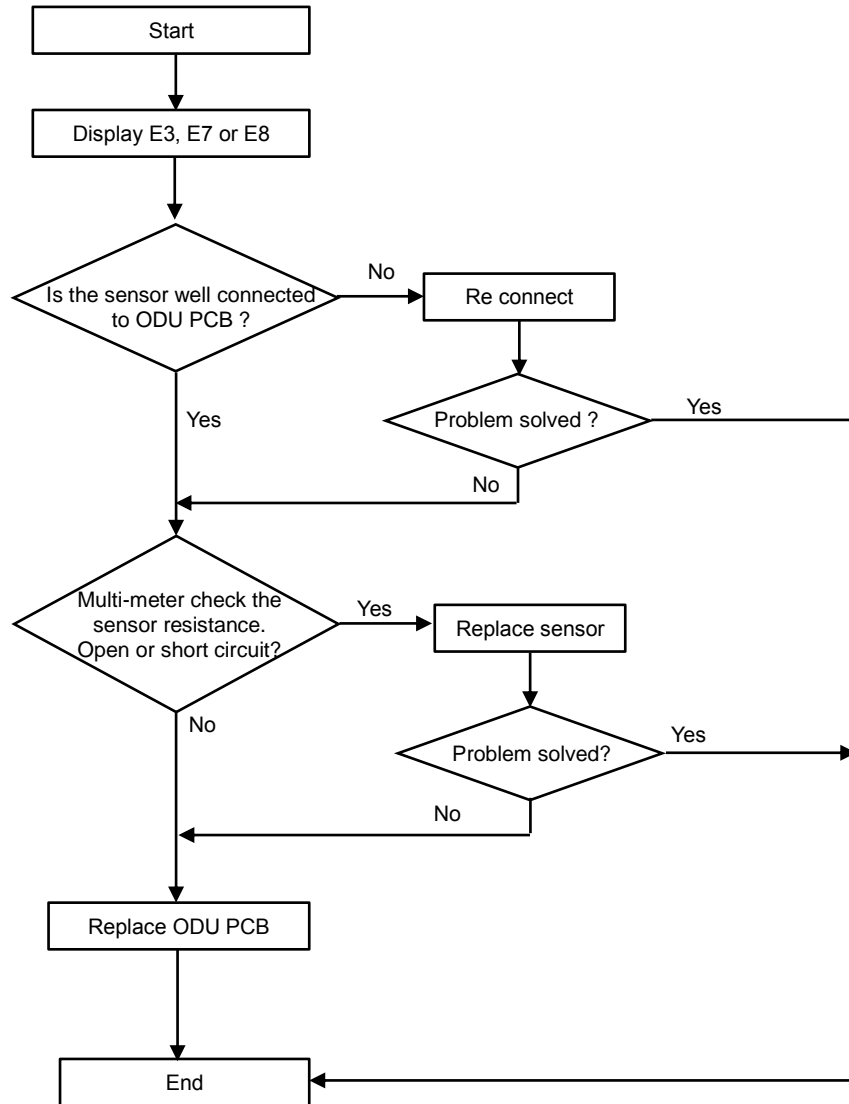 Start
Display E3, E7 or E8
Is the sensor well connected
to ODU PCB ?
No
Re connect
Yes
Problem solved ?
Yes
No
Multi-meter check the
sensor resistance.
Open or short circuit?
Yes
Replace sensor
No
Problem solved?
Yes
No
Replace ODU PCB
End